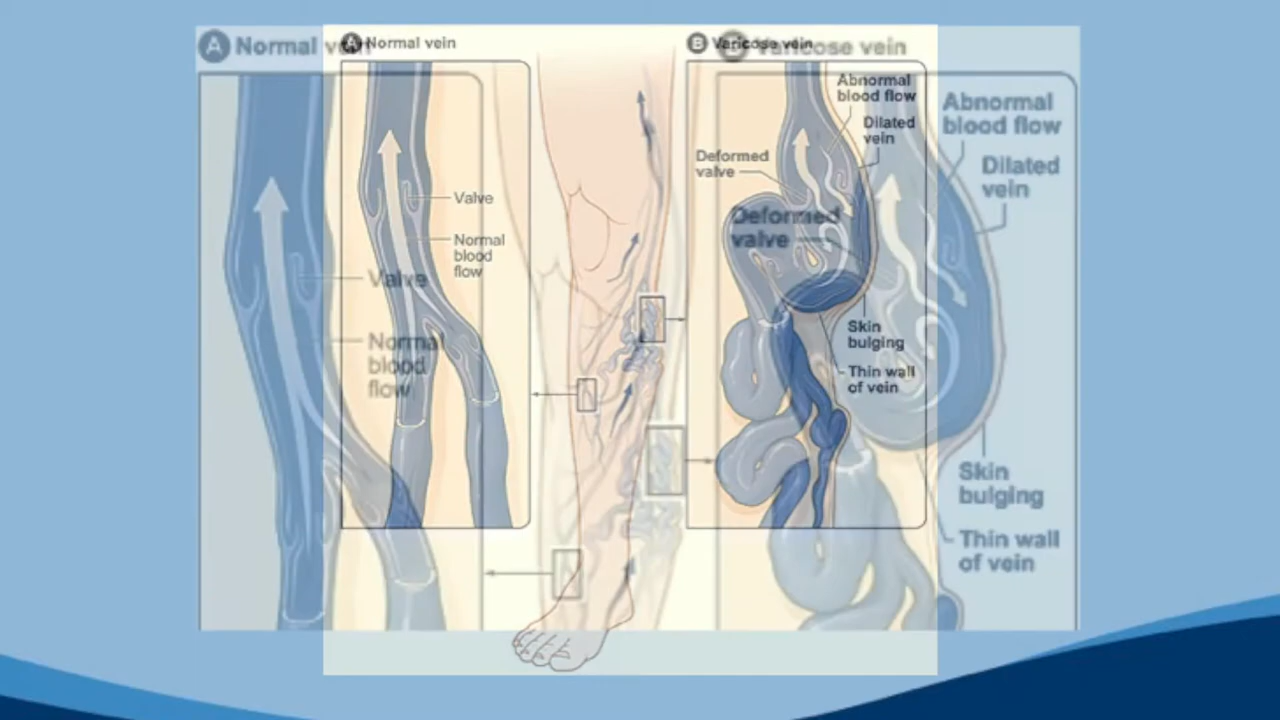 A Normal vein
A Normal vein
B Varicose vein
B Varicose vein
Valve
Normal
blood
flow
Valve
Normal
blood
flow
Abnormal
blood flow
Dilated
vein
Deformed
valve
Skin
bulging
Thin wall
of vein
Abnormal
blood flow
Dilated
vein
Deformed
valve
Skin
bulging
Thin wall
of vein